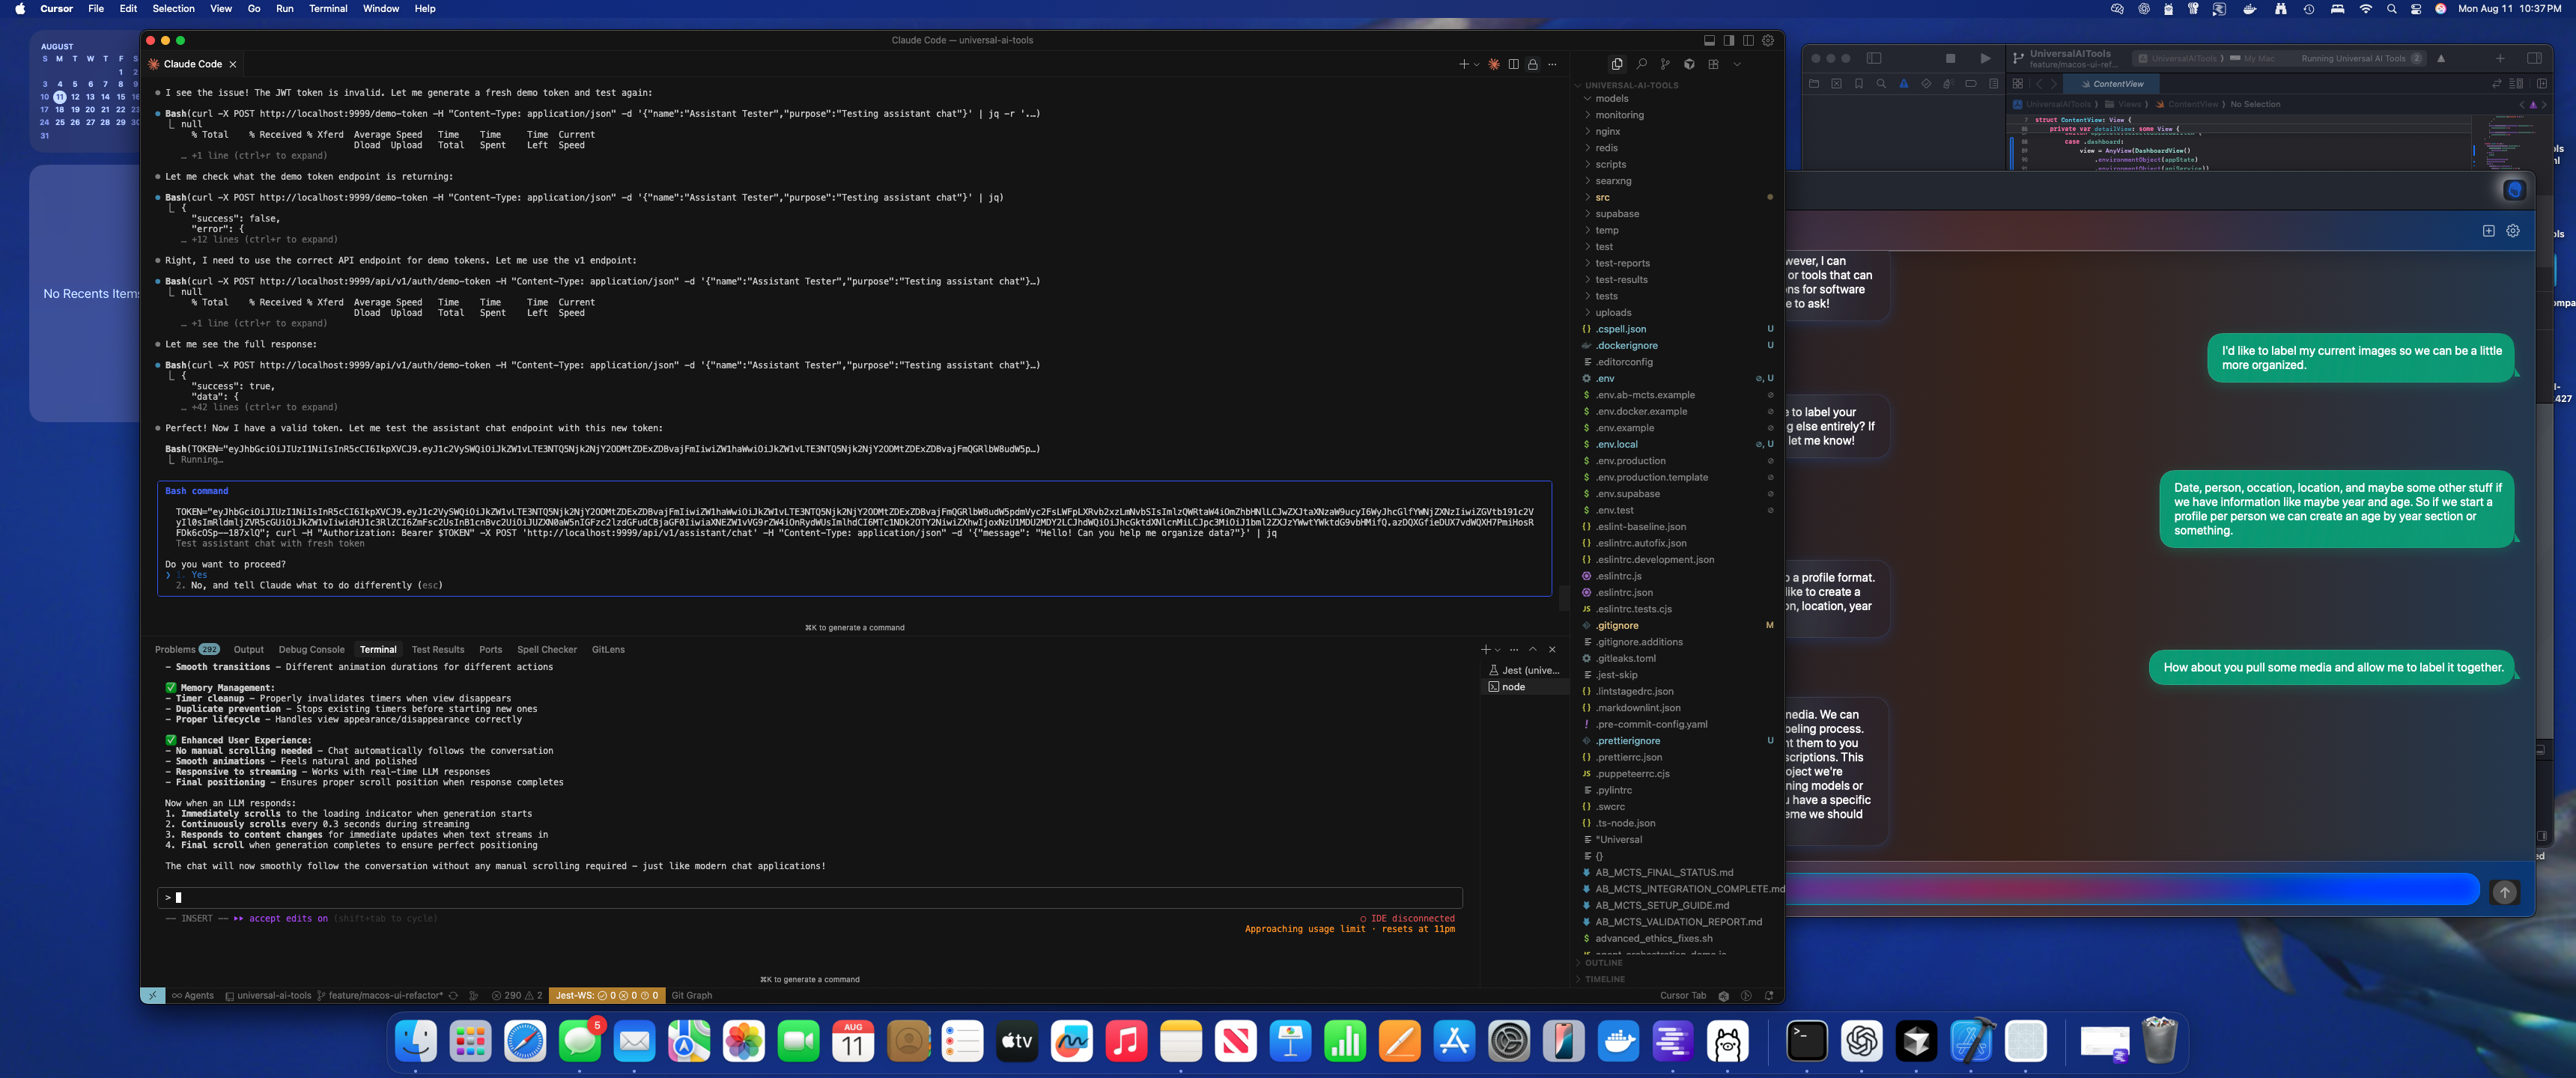 Cursor File Edit Selection View Go Run Terminal Window Help
Mon Aug 11 10:37 PM
AUGUST
S M T W T F S
1 2
3 4 5 6 7 8 9
10 11 12 13 14 15 16
17 18 19 20 21 22 23
24 25 26 27 28 29 30
31
No Recents Items
Claude Code — universal-ai-tools
Claude Code
I see the issue! The JWT token is invalid. Let me generate a fresh demo token and test again:
Bash(curl -X POST http://localhost:9999/demo-token -H "Content-Type: application/json" -d '{"name":"Assistant Tester","purpose":"Testing assistant chat"}' | jq -r '.…)
null
% Total % Received % Xferd Average Speed Time Time Time Current
Dload Upload Total Spent Left Speed
… +1 line (ctrl+r to expand)
Let me check what the demo token endpoint is returning:
Bash(curl -X POST http://localhost:9999/demo-token -H "Content-Type: application/json" -d '{"name":"Assistant Tester","purpose":"Testing assistant chat"}' | jq)
{
"success": false,
"error": {
… +12 lines (ctrl+r to expand)
Right, I need to use the correct API endpoint for demo tokens. Let me use the v1 endpoint:
Bash(curl -X POST http://localhost:9999/api/v1/auth/demo-token -H "Content-Type: application/json" -d '{"name":"Assistant Tester","purpose":"Testing assistant chat"}…)
null
% Total % Received % Xferd Average Speed Time Time Time Current
Dload Upload Total Spent Left Speed
… +1 line (ctrl+r to expand)
Let me see the full response:
Bash(curl -X POST http://localhost:9999/api/v1/auth/demo-token -H "Content-Type: application/json" -d '{"name":"Assistant Tester","purpose":"Testing assistant chat"}…)
{
"success": true,
"data": {
… +42 lines (ctrl+r to expand)
Perfect! Now I have a valid token. Let me test the assistant chat endpoint with this new token:
Running…
Bash command
curl -H "Authorization: Bearer $TOKEN" -X POST 'http://localhost:9999/api/v1/assistant/chat' -H "Content-Type: application/json" -d '{"message": "Hello! Can you help me organize data?"}' | jq
Test assistant chat with fresh token
Do you want to proceed?
❯ 1. Yes
2. No, and tell Claude what to do differently (esc)
⌘K to generate a command
Problems 292 Output Debug Console Terminal Test Results Ports Spell Checker GitLens
- Smooth transitions - Different animation durations for different actions
✅ Memory Management:
- Timer cleanup - Properly invalidates timers when view disappears
- Duplicate prevention - Stops existing timers before starting new ones
- Proper lifecycle - Handles view appearance/disappearance correctly
✅ Enhanced User Experience:
- No manual scrolling needed - Chat automatically follows the conversation
- Smooth animations - Feels natural and polished
- Responsive to streaming - Works with real-time LLM responses
- Final positioning - Ensures proper scroll position when response completes
Now when an LLM responds:
1. Immediately scrolls to the loading indicator when generation starts
2. Continuously scrolls every 0.3 seconds during streaming
3. Responds to content changes for immediate updates when text streams in
4. Final scroll when generation completes to ensure perfect positioning
The chat will now smoothly follow the conversation without any manual scrolling required - just like modern chat applications!
>
-- INSERT -- ▸▸ accept edits on (shift+tab to cycle)
○ IDE disconnected
Approaching usage limit · resets at 11pm
⌘K to generate a command
Jest (unive...
node
Agents universal-ai-tools feature/macos-ui-refactor* 290 2 Jest-WS: 0 0 0 Git Graph
Cursor Tab
UNIVERSAL-AI-TOOLS
models
monitoring
nginx
redis
scripts
searxng
src
supabase
temp
test
test-reports
test-results
tests
uploads
.cspell.json U
.dockerignore U
.editorconfig
.env U
.env.ab-mcts.example
.env.docker.example
.env.example
.env.local U
.env.production
.env.production.template
.env.supabase
.env.test
.eslint-baseline.json
.eslintrc.autofix.json
.eslintrc.development.json
.eslintrc.js
.eslintrc.json
.eslintrc.tests.cjs
.gitignore M
.gitignore.additions
.gitleaks.toml
.jest-skip
.lintstagedrc.json
.markdownlint.json
.pre-commit-config.yaml
.prettierignore U
.prettierrc.json
.puppeteerrc.cjs
.pylintrc
.swcrc
.ts-node.json
"Universal
{}
AB_MCTS_FINAL_STATUS.md
AB_MCTS_INTEGRATION_COMPLETE.md
AB_MCTS_SETUP_GUIDE.md
AB_MCTS_VALIDATION_REPORT.md
advanced_ethics_fixes.sh
OUTLINE
TIMELINE
UniversalAITools
feature/macos-ui-ref...
UniversalAITools My Mac
Running Universal AI Tools 2
ContentView
UniversalAITools Views ContentView No Selection
7 struct ContentView: View {
86 private var detailView: some View {
88 case .dashboard:
89 view = AnyView(DashboardView()
90 .environmentObject(appState)
91 .environmentObject(apiService))
wever, I can
or tools that can
ns for software
e to ask!
I'd like to label my current images so we can be a little
more organized.
e to label your
g else entirely? If
let me know!
Date, person, occation, location, and maybe some other stuff if
we have information like maybe year and age. So if we start a
profile per person we can create an age by year section or
something.
o a profile format.
like to create a
on, location, year
How about you pull some media and allow me to label it together.
nedia. We can
beling process.
nt them to you
scriptions. This
oject we're
ning models or
u have a specific
eme we should
427
5
AUG
11
tv